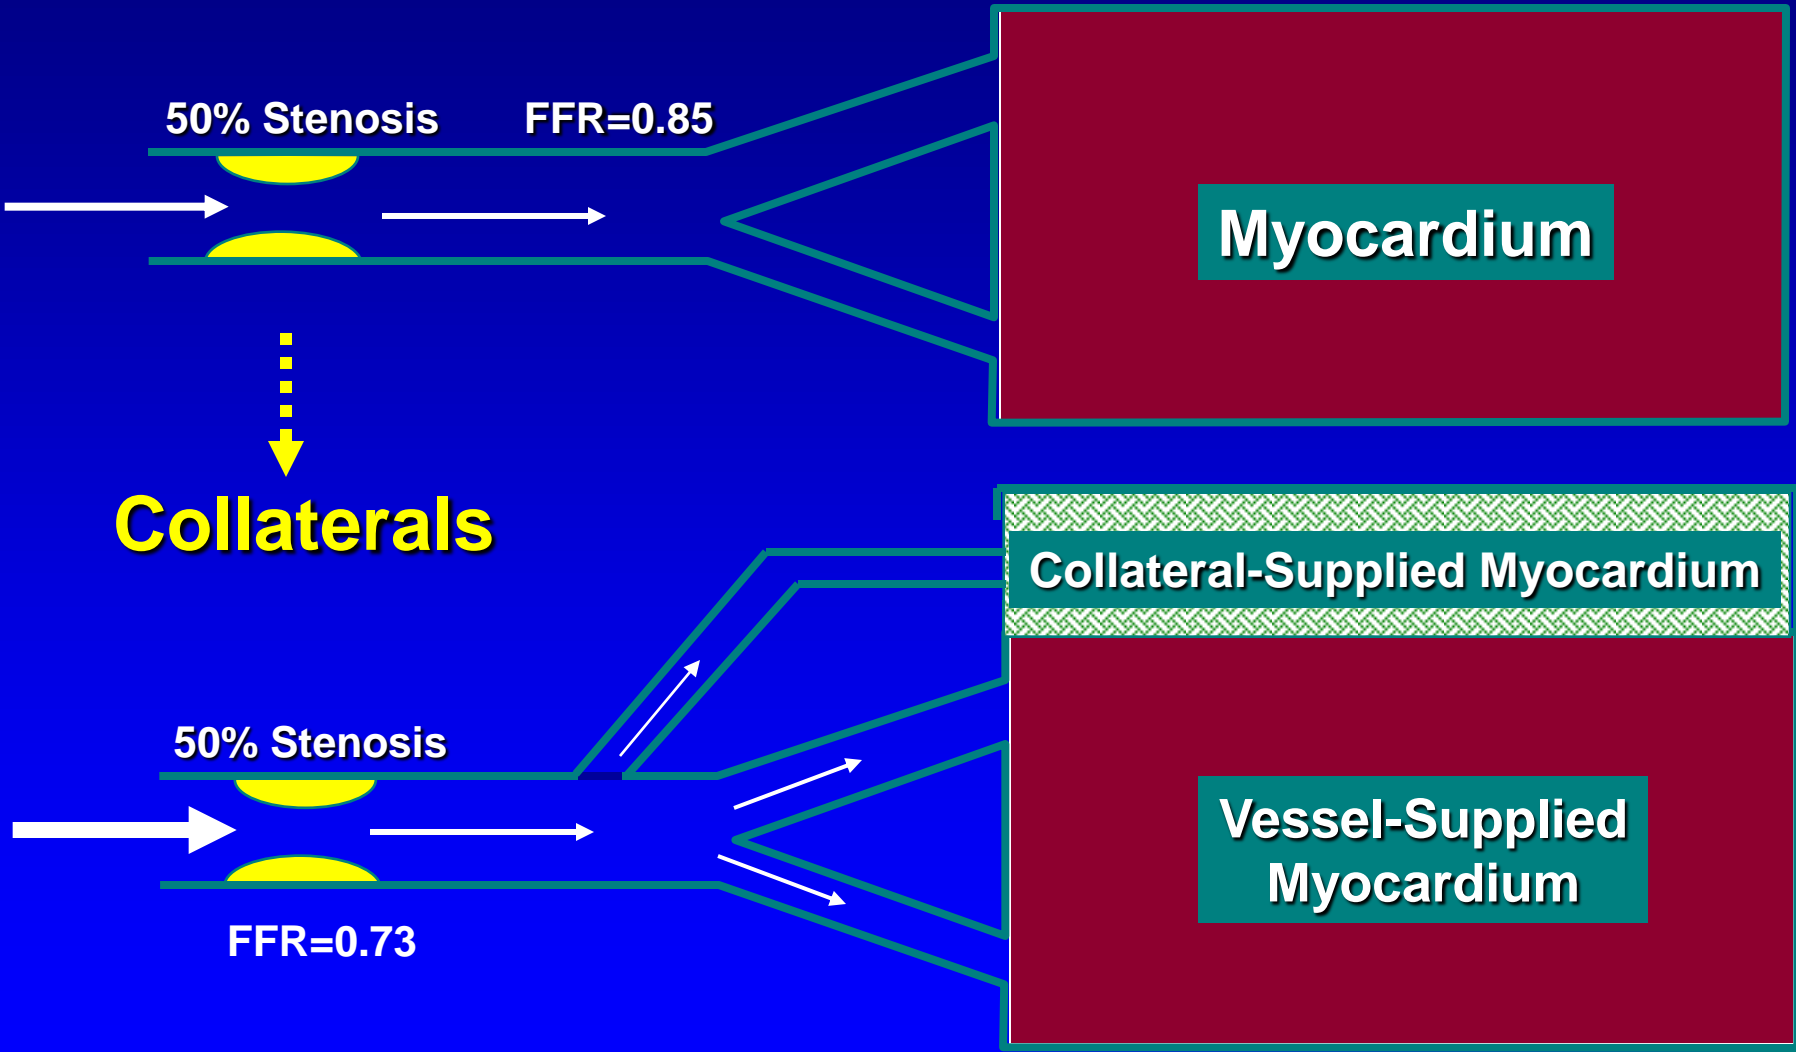 50% Stenosis
FFR=0.85
Myocardium
Collaterals
Collateral-Supplied Myocardium
50% Stenosis
Vessel-Supplied
Myocardium
FFR=0.73